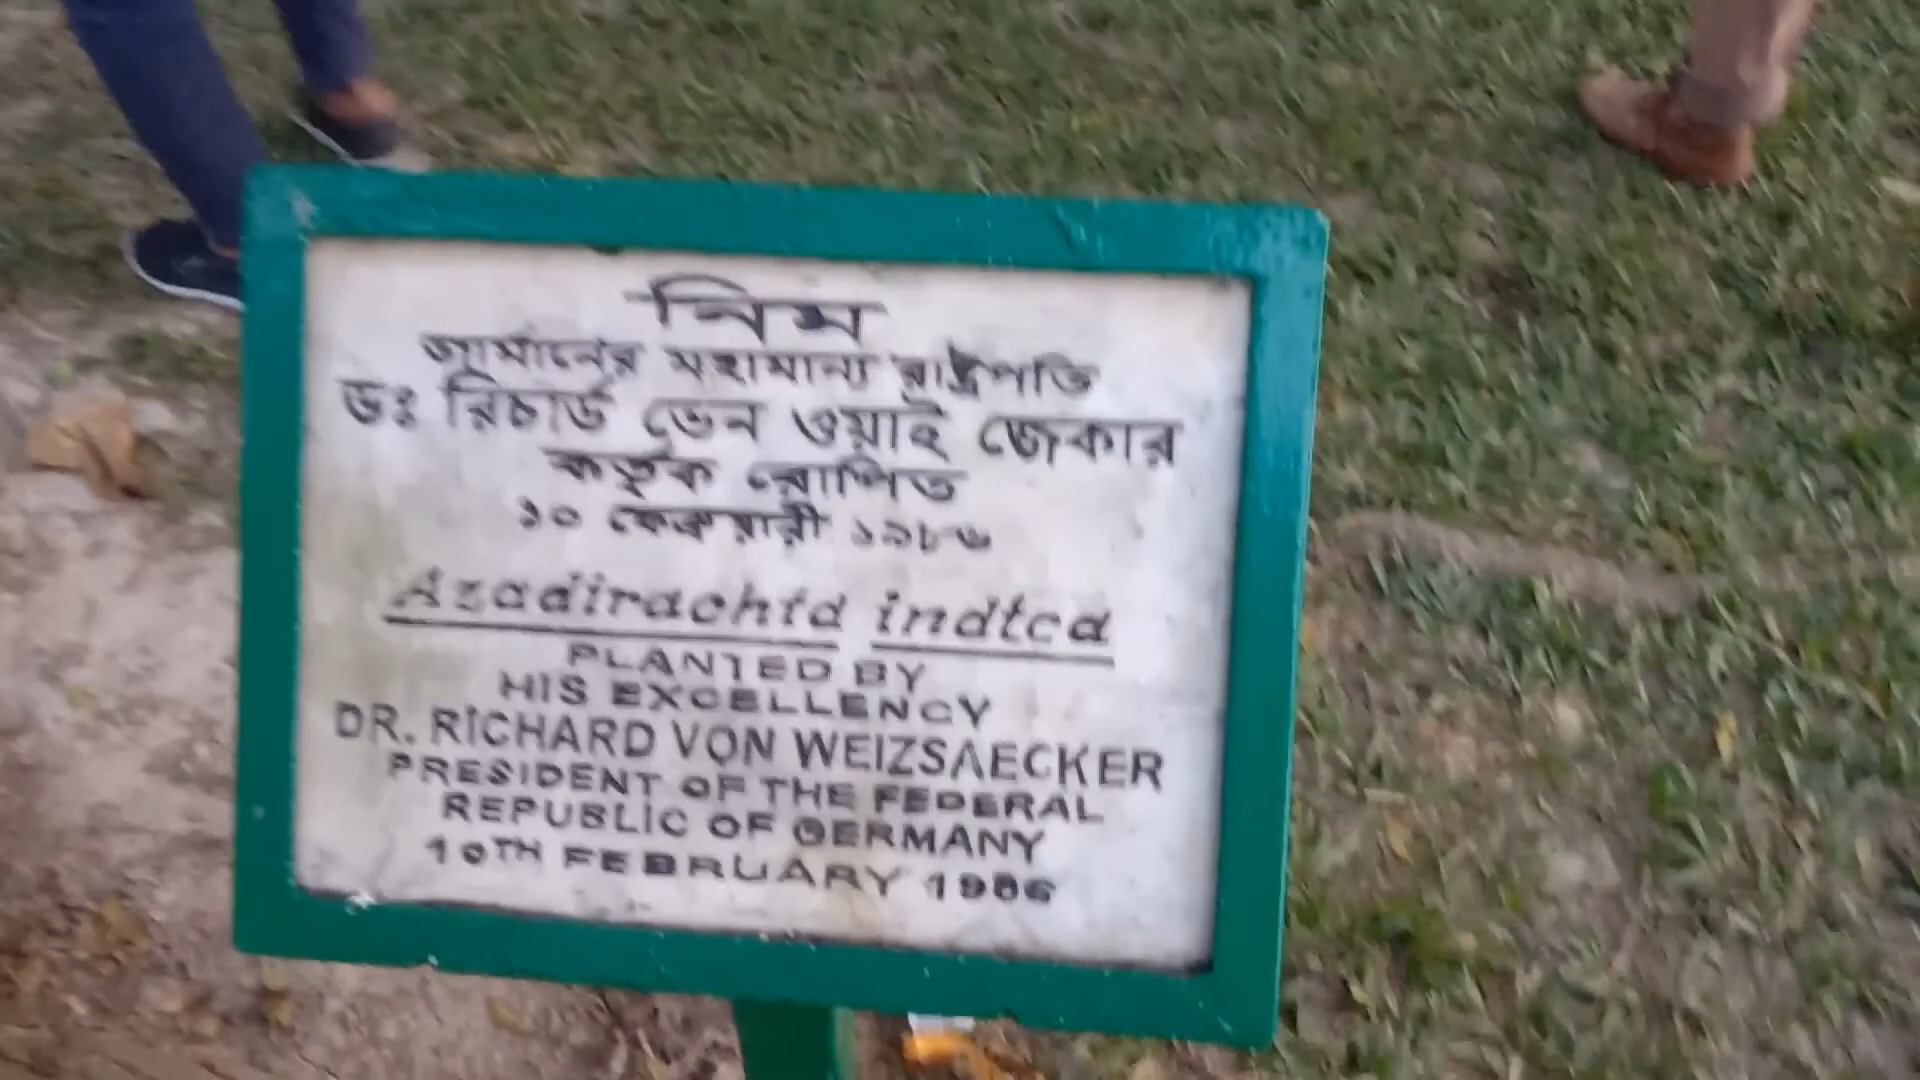 নিম
জার্মানের মহামান্য রাষ্ট্রপতি
ডঃ রিচার্ড ভেন ওয়াই জেকার
কর্তৃক রোপিত
১০ ফেব্রুয়ারী ১৯৮৬
Azadirachta indica
PLANTED BY
HIS EXCELLENCY
DR. RICHARD VON WEIZSAECKER
PRESIDENT OF THE FEDERAL
REPUBLIC OF GERMANY
10TH FEBRUARY 1986